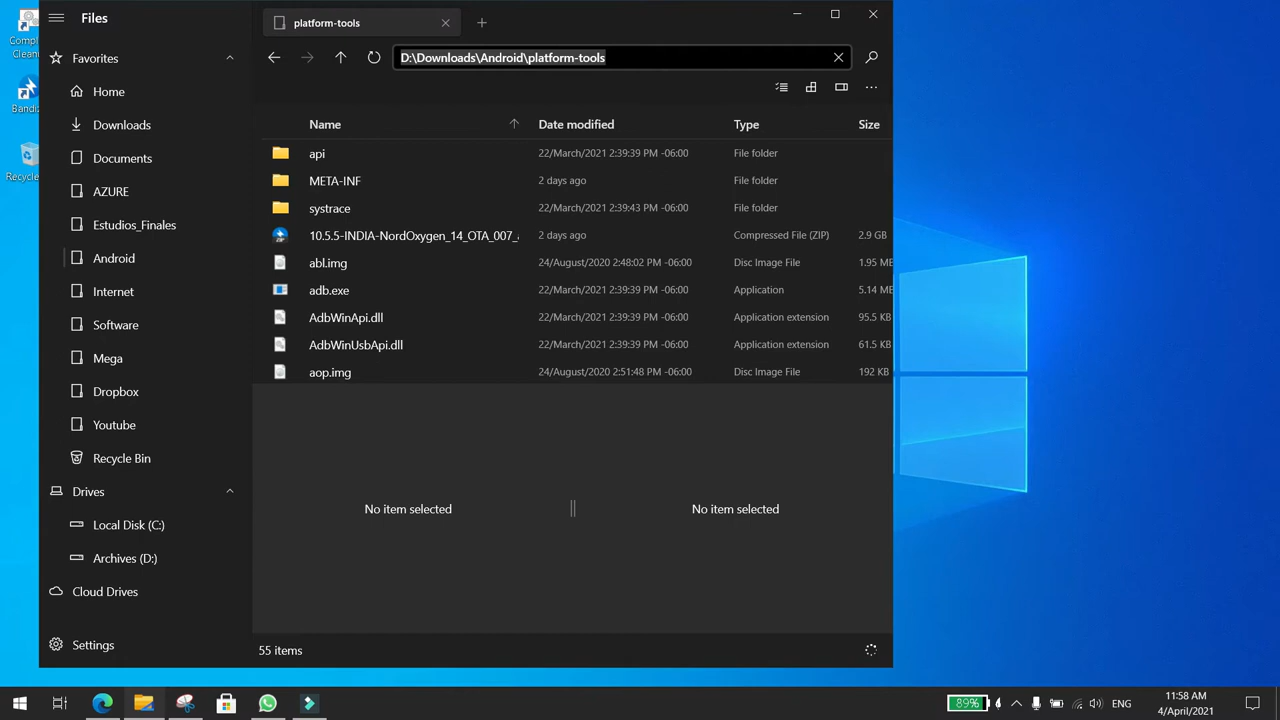 Files
platform-tools
D:\Downloads\Android\platform-tools
Favorites
Home
Downloads
Documents
AZURE
Estudios_Finales
Android
Internet
Software
Mega
Dropbox
Youtube
Recycle Bin
Drives
Local Disk (C:)
Archives (D:)
Cloud Drives
Settings
Name Date modified Type Size
api 22/March/2021 2:39:39 PM -06:00 File folder
META-INF 2 days ago File folder
systrace 22/March/2021 2:39:43 PM -06:00 File folder
10.5.5-INDIA-NordOxygen_14_OTA_007_ 2 days ago Compressed File (ZIP) 2.9 GB
abl.img 24/August/2020 2:48:02 PM -06:00 Disc Image File 1.95 ME
adb.exe 22/March/2021 2:39:39 PM -06:00 Application 5.14 ME
AdbWinApi.dll 22/March/2021 2:39:39 PM -06:00 Application extension 95.5 KB
AdbWinUsbApi.dll 22/March/2021 2:39:39 PM -06:00 Application extension 61.5 KB
aop.img 24/August/2020 2:51:48 PM -06:00 Disc Image File 192 KB
No item selected No item selected
55 items
Comple
Cleani
Bandiz
Recycle
ZIP
89% ENG
11:58 AM
4/April/2021